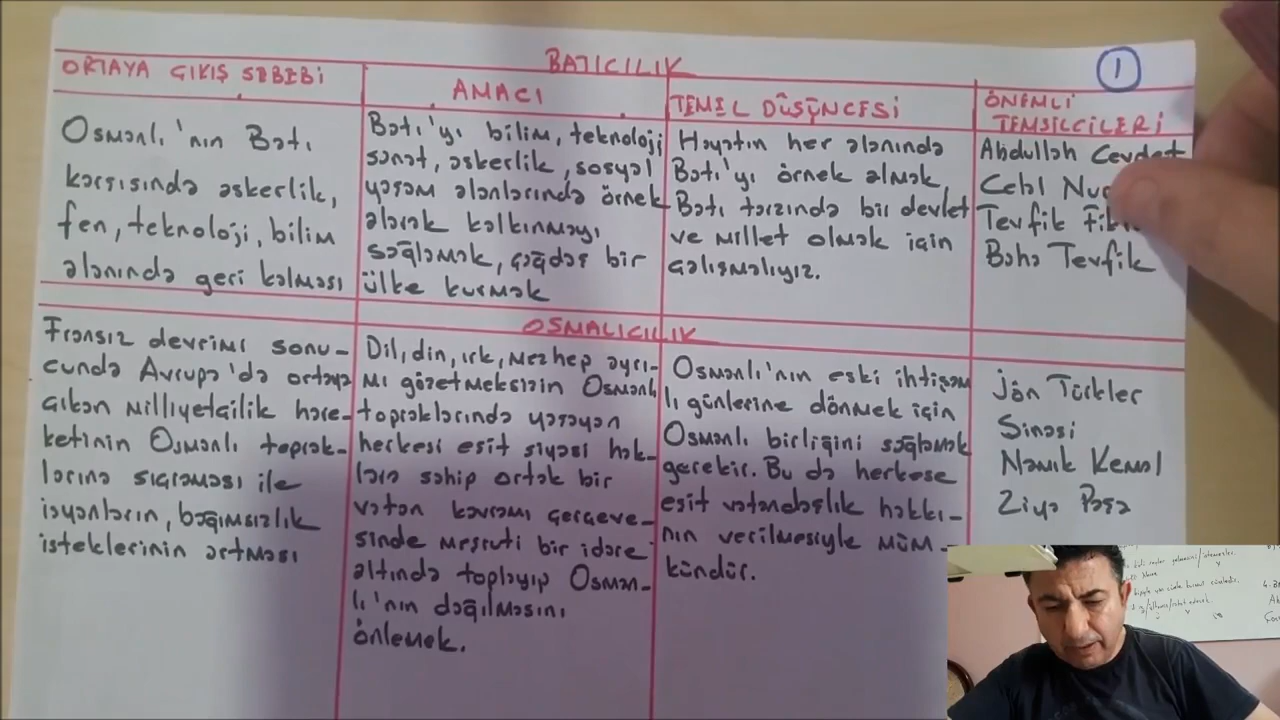 BATICILIK
1
ORTAYA ÇIKIŞ SEBEBİ
AMACI
TEMEL DÜŞÜNCESİ
ÖNEMLİ
TEMSİLCİLERİ
Osmanlı'nın Batı
karşısında askerlik,
fen, teknoloji, bilim
alanında geri kalması
Batı'yı bilim, teknoloji
sanat, askerlik, sosyal
yaşam alanlarında örnek
alarak kalkınmayı
sağlamak, çağdaş bir
ülke kurmak
Hayatın her alanında
Batı'yı örnek almak,
Batı tarzında bir devlet
ve millet olmak için
çalışmalıyız.
Abdullah Cevdet
Celal
Tevfik
Baha Tevfik
OSMALICILIK
Fransız devrimi sonu-
cunda Avrupa'da ortaya
çıkan milliyetçilik hare-
ketinin Osmanlı toprak-
larına sıçraması ile
isyanların, bağımsızlık
isteklerinin artması
Dil, din, ırk, mezhep ayrı-
mı gözetmeksizin Osmanlı
topraklarında yaşayan
herkesi eşit siyasi hak-
lara sahip ortak bir
vatan kavramı çerçeve-
sinde meşruti bir idare
altında toplayıp Osman-
lı'nın dağılmasını
önlemek.
Osmanlı'nın eski ihtişam
lı günlerine dönmek için
Osmanlı birliğini sağlamak
gerekir. Bu da herkese
eşit vatandaşlık hakkı-
nın verilmesiyle müm-
kündür.
Jön Türkler
Şinasi
Namık Kemal
Ziya Paşa